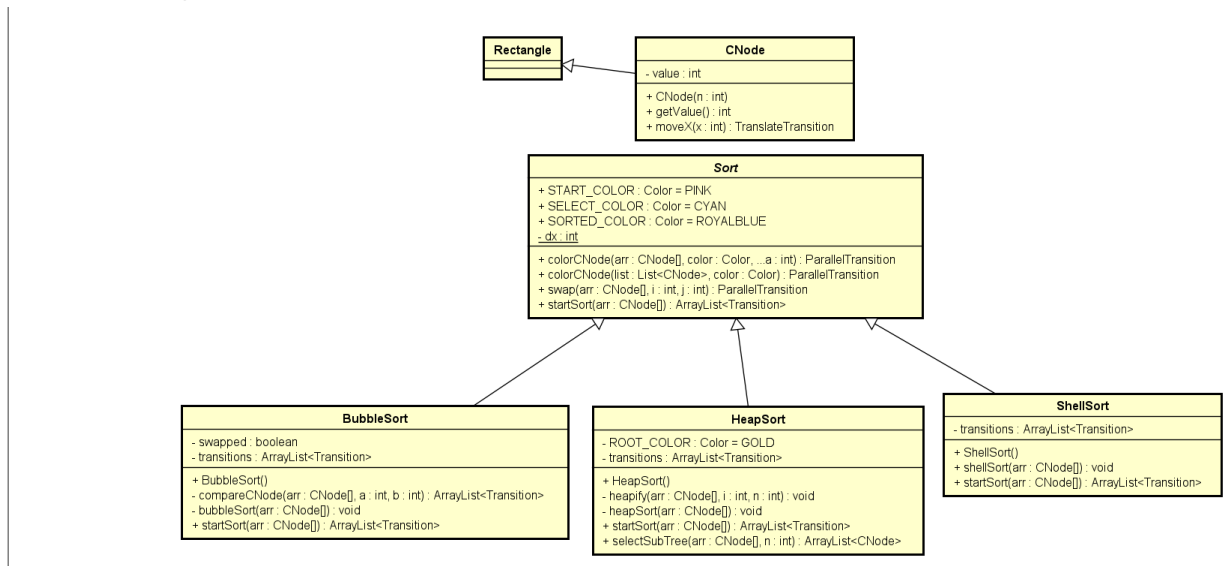 Rectangle
CNode
- value : int
+ CNode(n : int)
+ getValue() : int
+ moveX(x : int) : TranslateTransition
Sort
+ START_COLOR : Color = PINK
+ SELECT_COLOR : Color = CYAN
+ SORTED_COLOR : Color = ROYALBLUE
- dx : int
+ colorCNode(arr : CNode[], color : Color, ...a : int) : ParallelTransition
+ colorCNode(list : List<CNode>, color : Color) : ParallelTransition
+ swap(arr : CNode[], i : int, j : int) : ParallelTransition
+ startSort(arr : CNode[]) : ArrayList<Transition>
BubbleSort
- swapped : boolean
- transitions : ArrayList<Transition>
+ BubbleSort()
- compareCNode(arr : CNode[], a : int, b : int) : ArrayList<Transition>
- bubbleSort(arr : CNode[]) : void
+ startSort(arr : CNode[]) : ArrayList<Transition>
HeapSort
- ROOT_COLOR : Color = GOLD
- transitions : ArrayList<Transition>
+ HeapSort()
- heapify(arr : CNode[], i : int, n : int) : void
- heapSort(arr : CNode[]) : void
+ startSort(arr : CNode[]) : ArrayList<Transition>
+ selectSubTree(arr : CNode[], n : int) : ArrayList<CNode>
ShellSort
- transitions : ArrayList<Transition>
+ ShellSort()
+ shellSort(arr : CNode[]) : void
+ startSort(arr : CNode[]) : ArrayList<Transition>